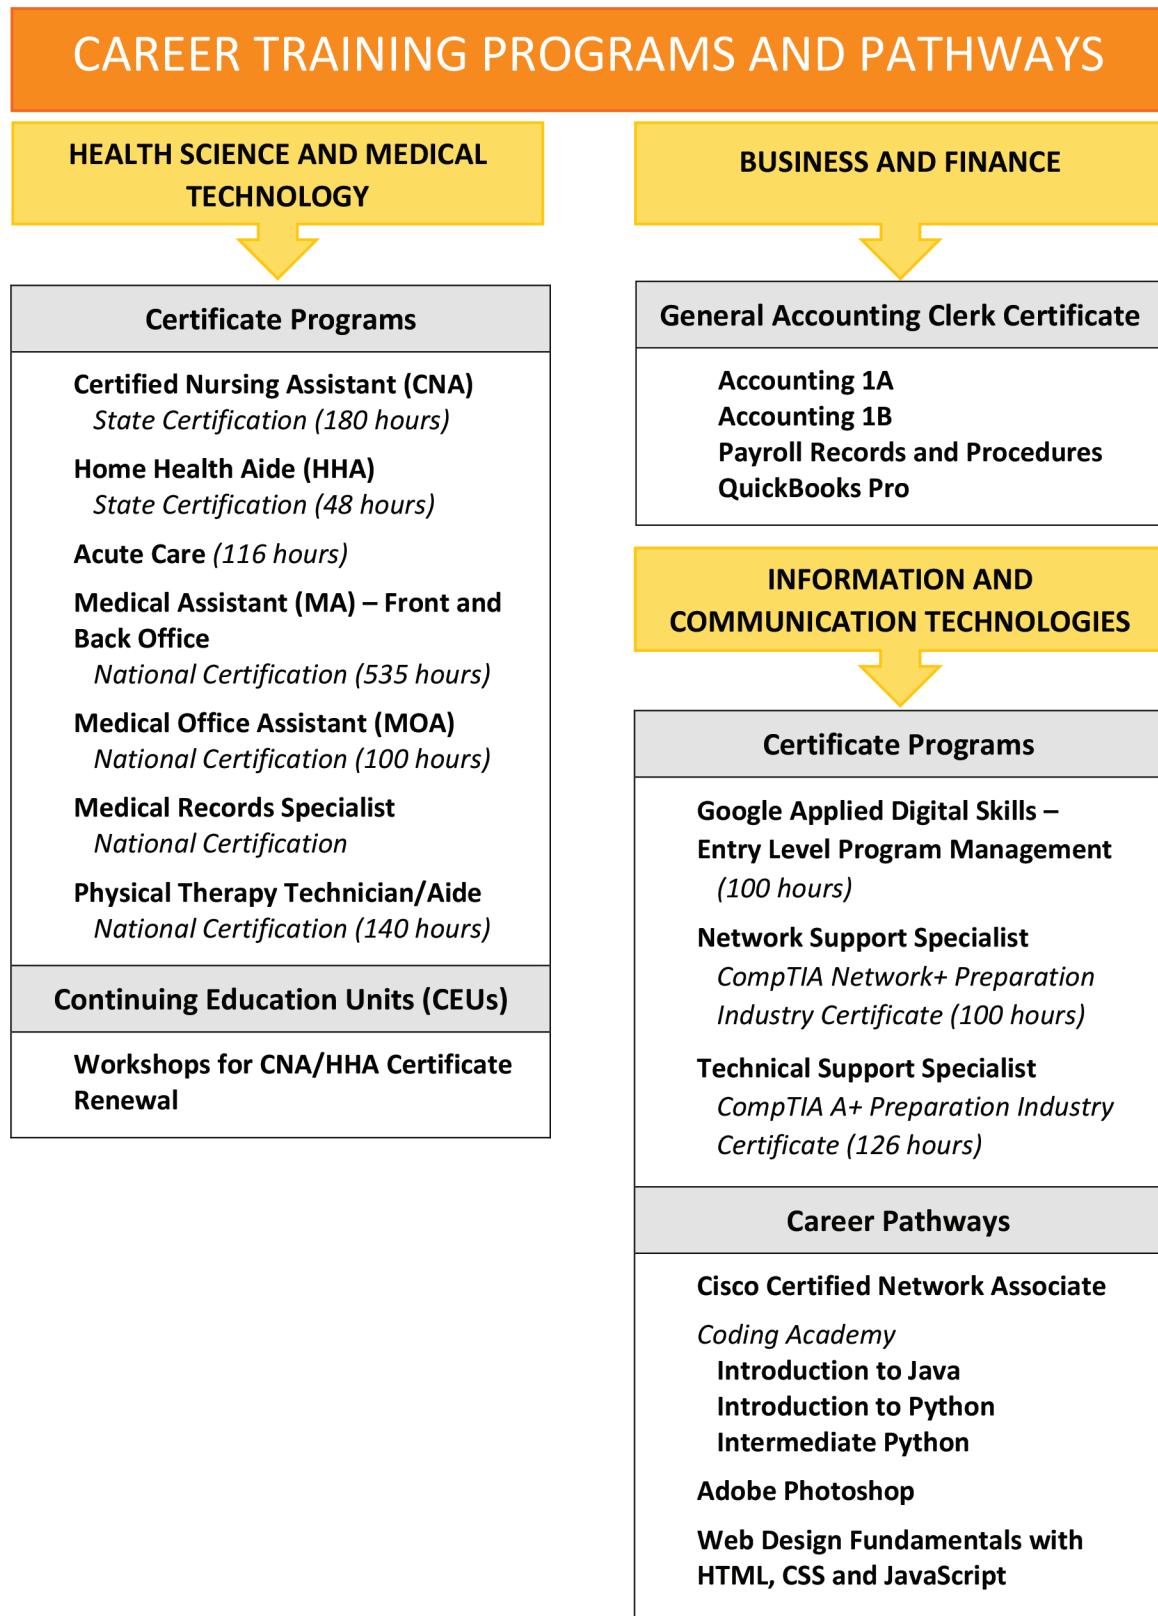 CAREER TRAINING PROGRAMS AND PATHWAYS
HEALTH SCIENCE AND MEDICAL
TECHNOLOGY
Certificate Programs
Certified Nursing Assistant (CNA)
State Certification (180 hours)
Home Health Aide (HHA)
State Certification (48 hours)
Acute Care (116 hours)
Medical Assistant (MA) – Front and
Back Office
National Certification (535 hours)
Medical Office Assistant (MOA)
National Certification (100 hours)
Medical Records Specialist
National Certification
Physical Therapy Technician/Aide
National Certification (140 hours)
Continuing Education Units (CEUs)
Workshops for CNA/HHA Certificate
Renewal
BUSINESS AND FINANCE
General Accounting Clerk Certificate
Accounting 1A
Accounting 1B
Payroll Records and Procedures
QuickBooks Pro
INFORMATION AND
COMMUNICATION TECHNOLOGIES
Certificate Programs
Google Applied Digital Skills –
Entry Level Program Management
(100 hours)
Network Support Specialist
CompTIA Network+ Preparation
Industry Certificate (100 hours)
Technical Support Specialist
CompTIA A+ Preparation Industry
Certificate (126 hours)
Career Pathways
Cisco Certified Network Associate
Coding Academy
Introduction to Java
Introduction to Python
Intermediate Python
Adobe Photoshop
Web Design Fundamentals with
HTML, CSS and JavaScript